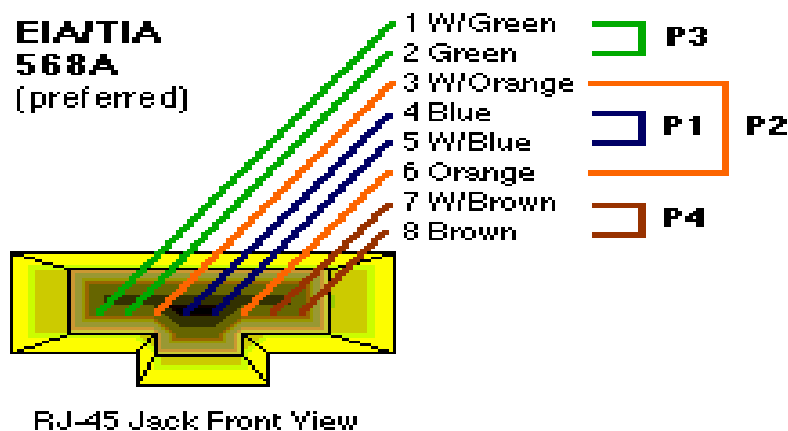 EIA/TIA
568A
(preferred)
1 W/Green
2 Green
3 W/Orange
4 Blue
5 W/Blue
6 Orange
7 W/Brown
8 Brown
P3
P1
P2
P4
RJ-45 Jack Front View